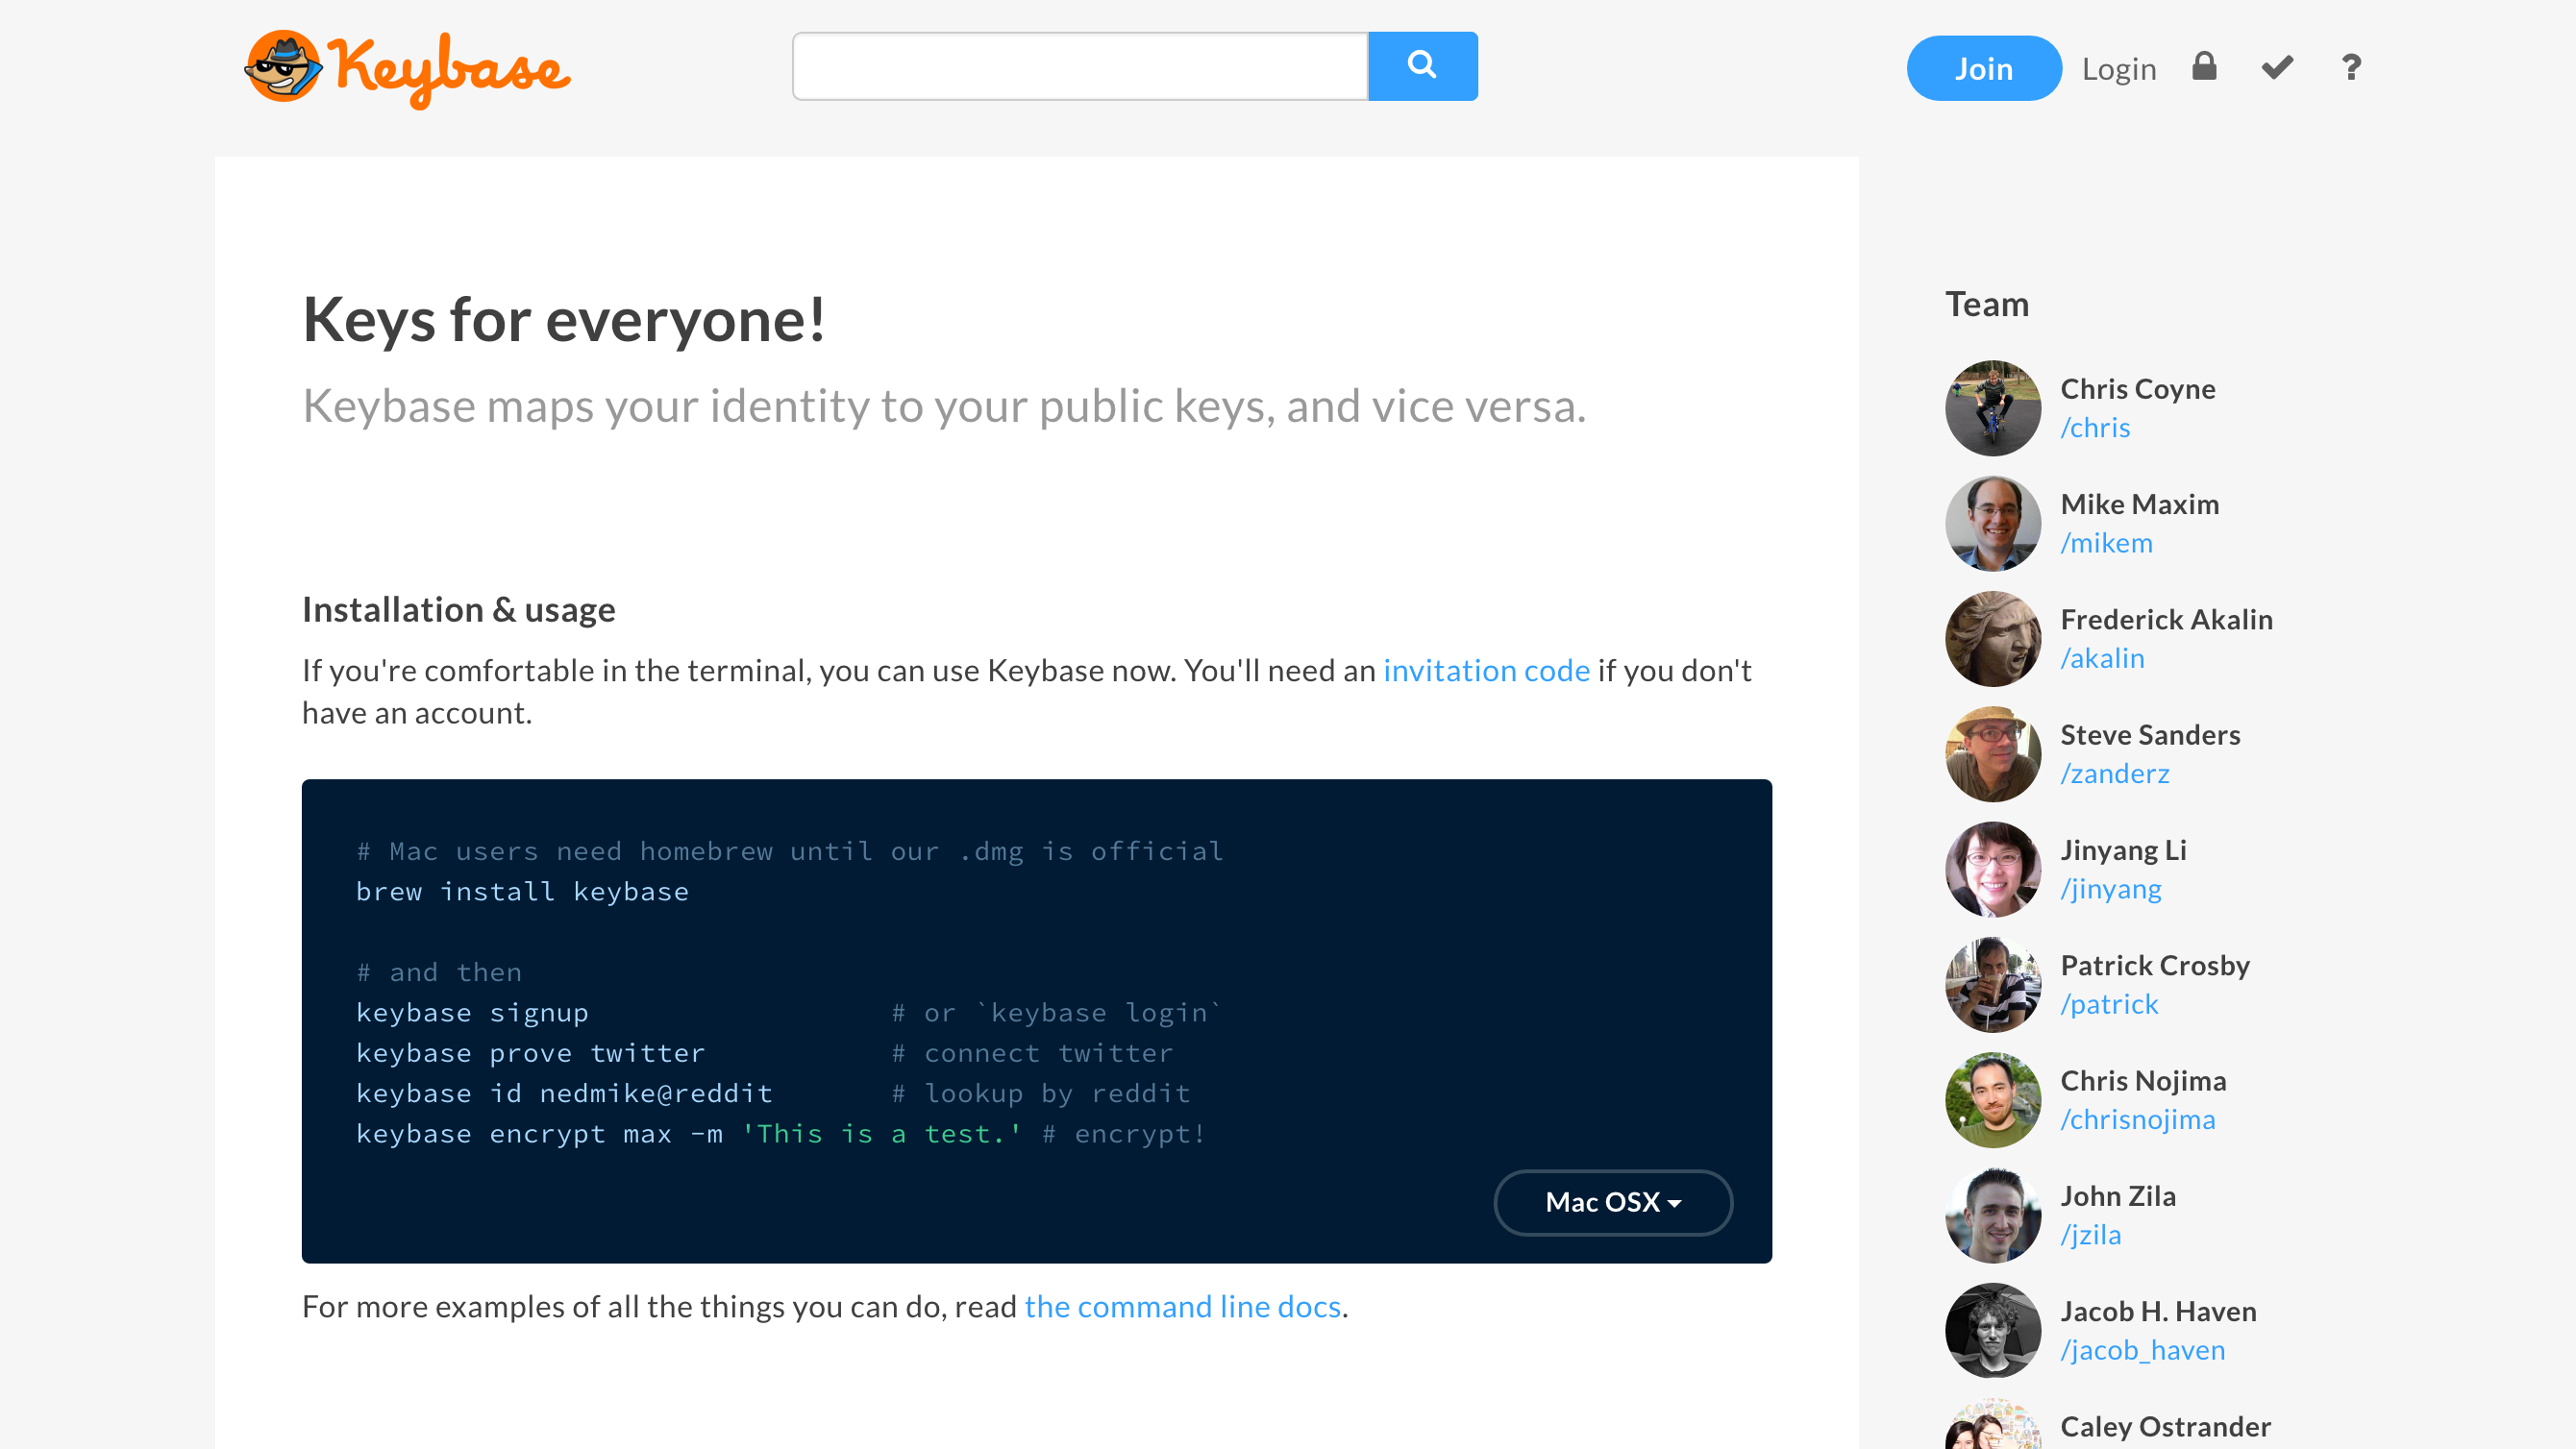 Keybase
Join
Login
?
Keys for everyone!
Keybase maps your identity to your public keys, and vice versa.
Installation & usage
If you're comfortable in the terminal, you can use Keybase now. You'll need an invitation code if you don't
have an account.
# Mac users need homebrew until our .dmg is official
brew install keybase
# and then
keybase signup # or `keybase login`
keybase prove twitter # connect twitter
keybase id nedmike@reddit # lookup by reddit
keybase encrypt max -m 'This is a test.' # encrypt!
Mac OSX
For more examples of all the things you can do, read the command line docs.
Team
Chris Coyne
/chris
Mike Maxim
/mikem
Frederick Akalin
/akalin
Steve Sanders
/zanderz
Jinyang Li
/jinyang
Patrick Crosby
/patrick
Chris Nojima
/chrisnojima
John Zila
/jzila
Jacob H. Haven
/jacob_haven
Caley Ostrander